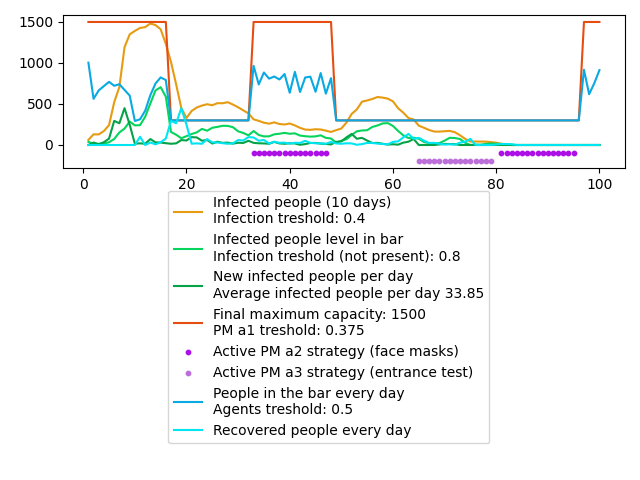 1500
1000
500
0
0 20 40 60 80 100
Infected people (10 days)
Infection treshold: 0.4
Infected people level in bar
Infection treshold (not present): 0.8
New infected people per day
Average infected people per day 33.85
Final maximum capacity: 1500
PM a1 treshold: 0.375
Active PM a2 strategy (face masks)
Active PM a3 strategy (entrance test)
People in the bar every day
Agents treshold: 0.5
Recovered people every day